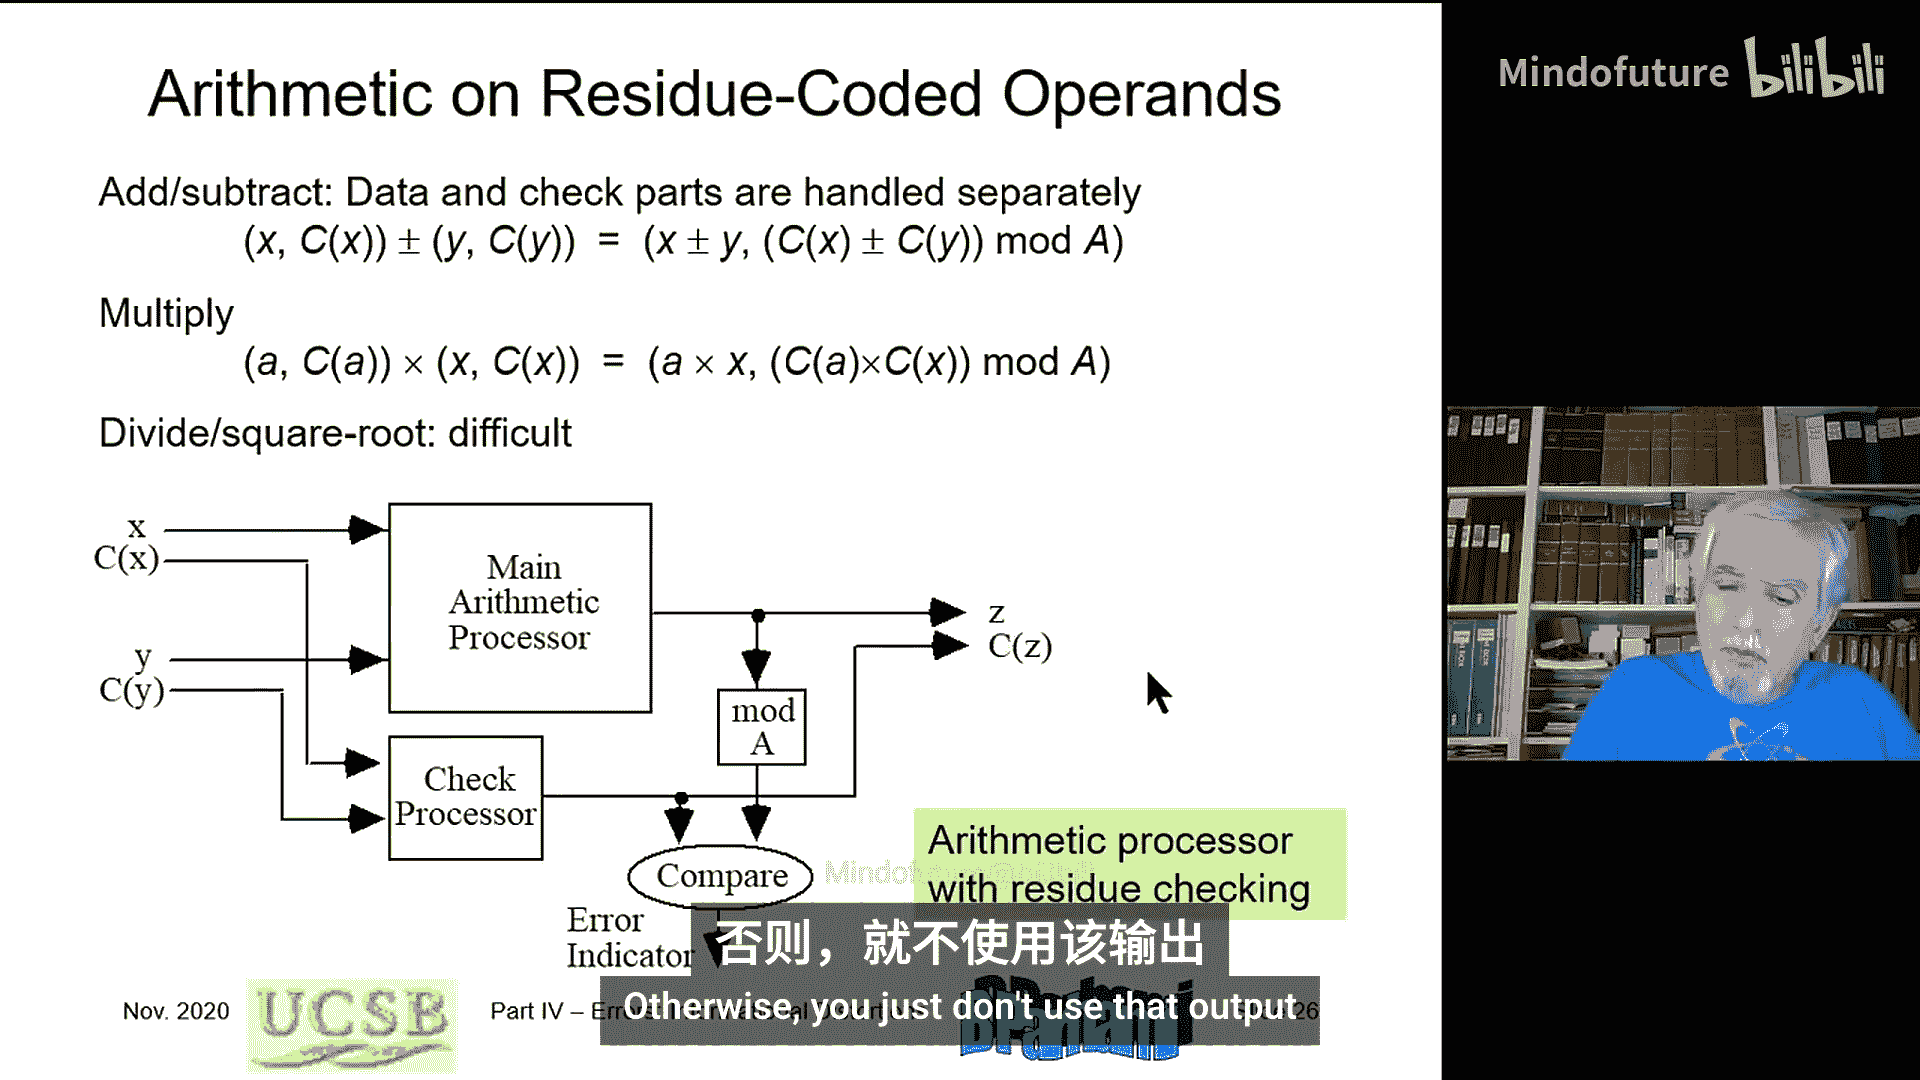 Arithmetic on Residue-Coded Operands
Mindofuture bilibili
Add/subtract: Data and check parts are handled separately
(x, C(x)) ± (y, C(y)) = (x ± y, (C(x) ± C(y)) mod A)
Multiply
(a, C(a)) × (x, C(x)) = (a × x, (C(a)×C(x)) mod A)
Divide/square-root: difficult
x
C(x)
y
C(y)
Main
Arithmetic
Processor
z
C(z)
mod
A
Check
Processor
Compare
Error
Indicator
Arithmetic processor
with residue checking
否则，就不使用该输出
Otherwise, you just don't use that output
Nov. 2020
UCSB
Part IV – Errors:
B. Parhami
26